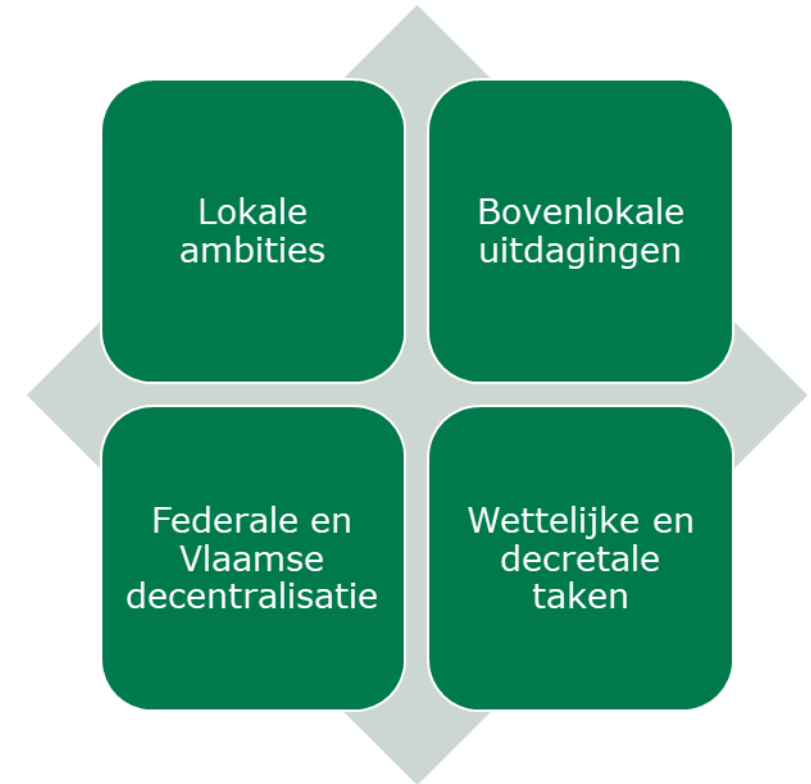 Lokale
ambities
Bovenlokale
uitdagingen
Federale en
Vlaamse
decentralisatie
Wettelijke en
decretale
taken